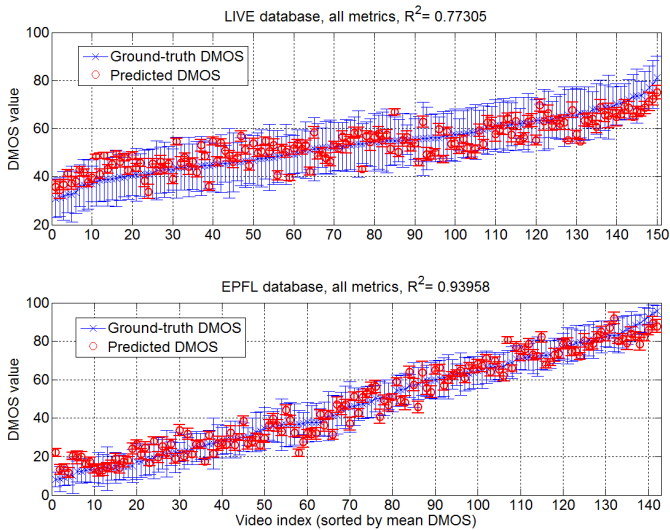 LIVE database, all metrics, R²= 0.77305
100
80
60
40
20
DMOS value
Ground-truth DMOS
Predicted DMOS
0 10 20 30 40 50 60 70 80 90 100 110 120 130 140 150
EPFL database, all metrics, R²= 0.93958
100
80
60
40
20
0
DMOS value
Ground-truth DMOS
Predicted DMOS
0 10 20 30 40 50 60 70 80 90 100 110 120 130 140
Video index (sorted by mean DMOS)